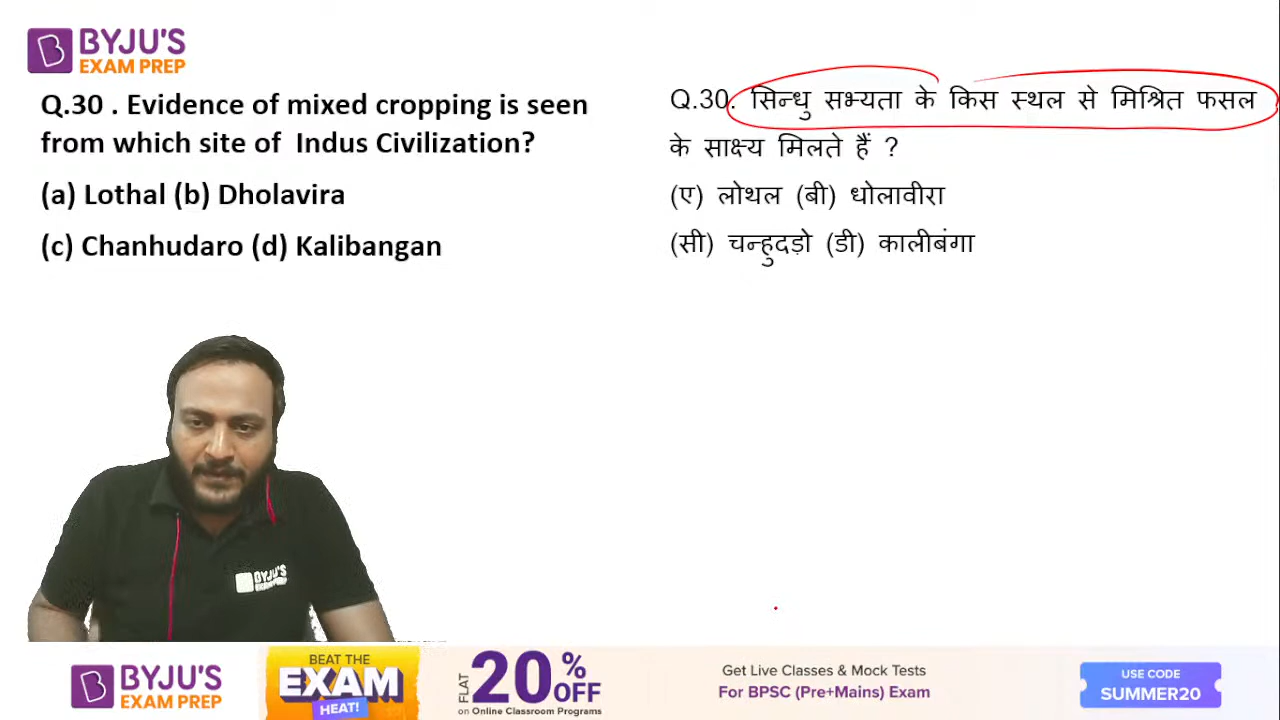 BYJU'S
EXAM PREP
Q.30 . Evidence of mixed cropping is seen
from which site of Indus Civilization?
(a) Lothal (b) Dholavira
(c) Chanhudaro (d) Kalibangan
Q.30. सिन्धु सभ्यता के किस स्थल से मिश्रित फसल
के साक्ष्य मिलते हैं ?
(ए) लोथल (बी) धोलावीरा
(सी) चन्हुदड़ो (डी) कालीबंगा
BYJU'S
EXAM PREP
BYJU'S
EXAM PREP
BEAT THE
EXAM
HEAT!
FLAT 20% OFF
on Online Classroom Programs
Get Live Classes & Mock Tests
For BPSC (Pre+Mains) Exam
USE CODE
SUMMER20